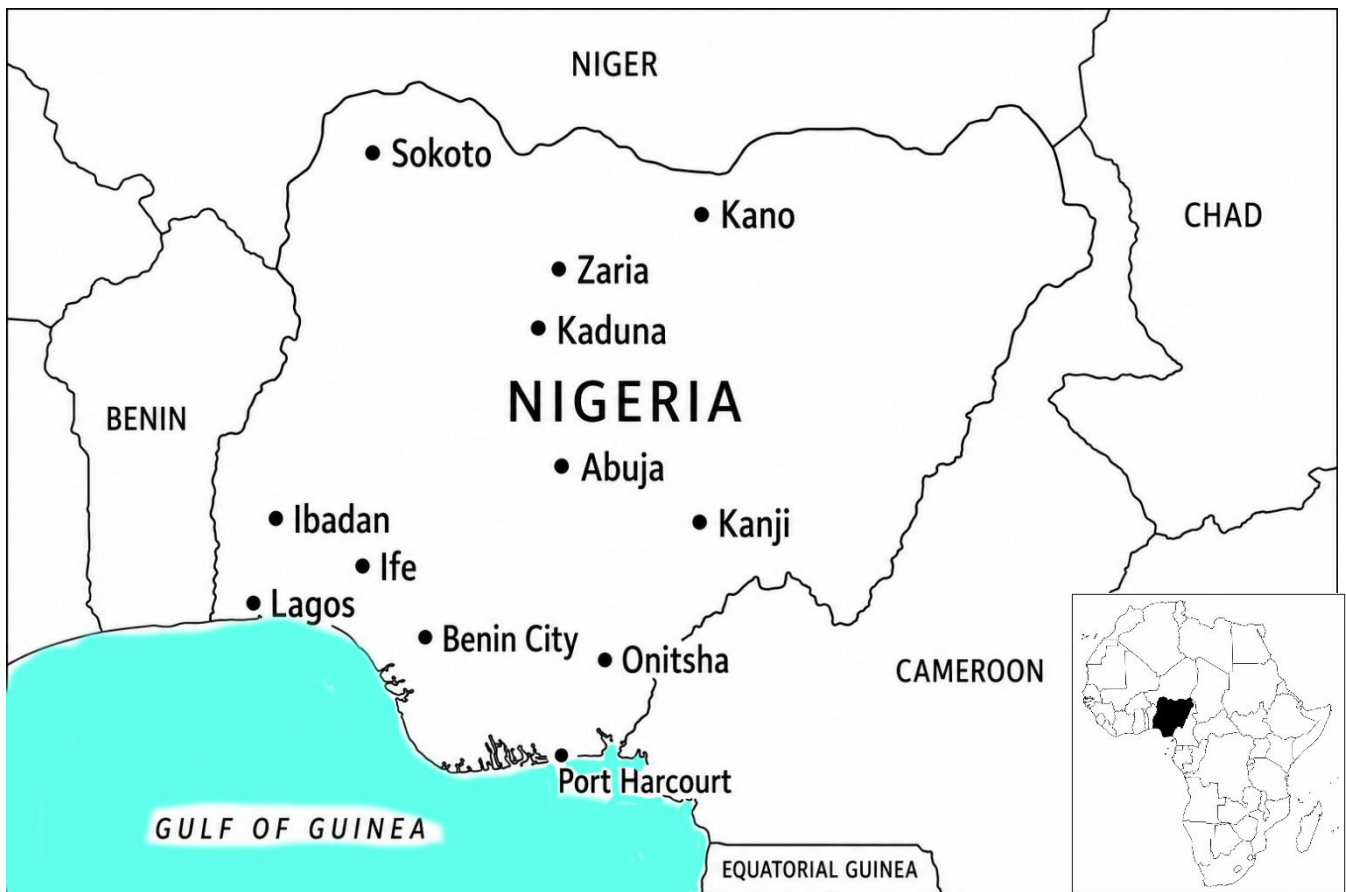 NIGER
Sokoto
Kano
CHAD
Zaria
Kaduna
NIGERIA
BENIN
Abuja
Ibadan
Kanji
Ife
Lagos
Benin City
Onitsha
CAMEROON
Port Harcourt
GULF OF GUINEA
EQUATORIAL GUINEA